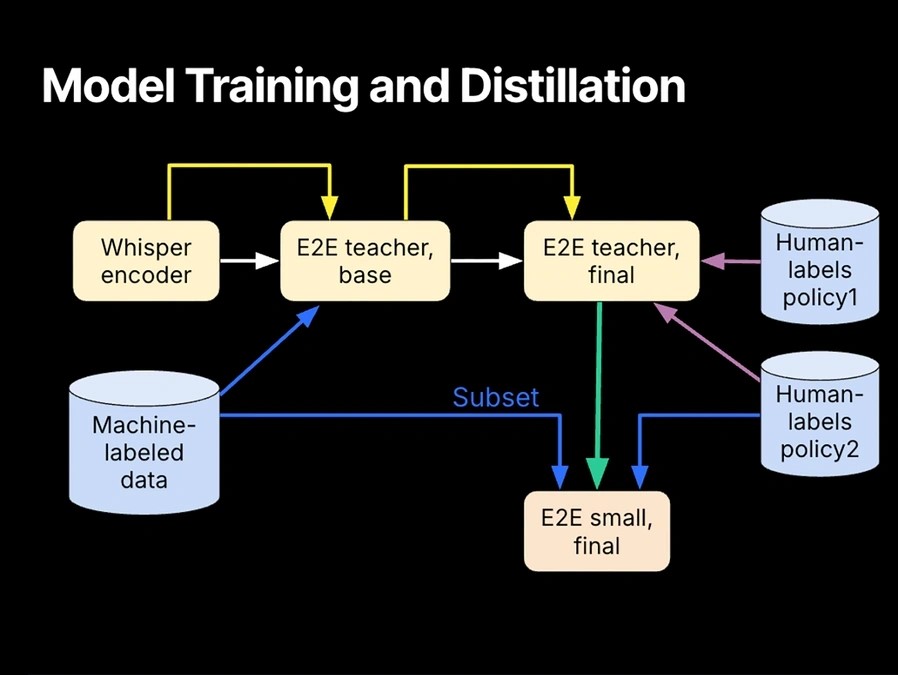 Model Training and Distillation
Whisper
encoder
E2E teacher,
base
E2E teacher,
final
Human-
labels
policy1
Machine-
labeled
data
Subset
Human-
labels
policy2
E2E small,
final